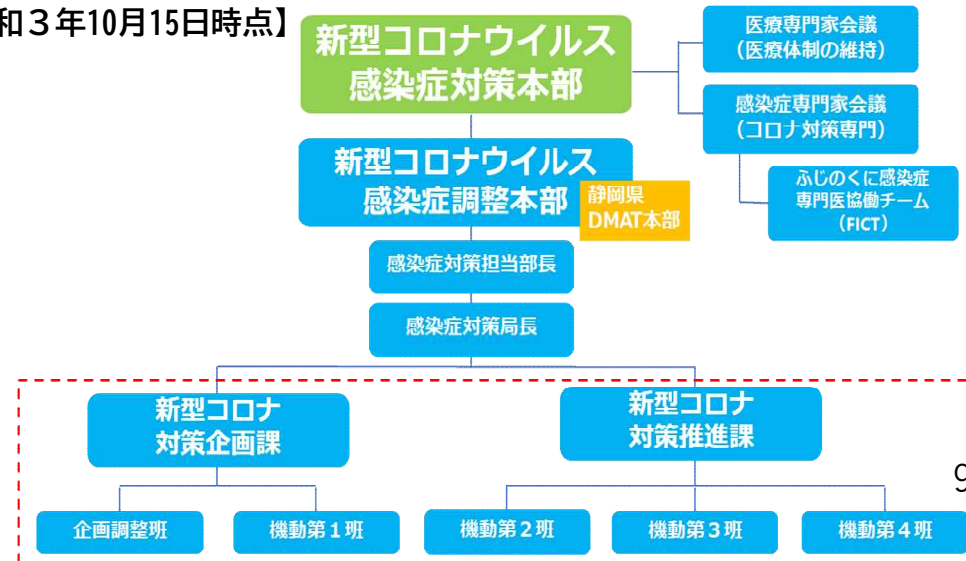 和３年10月15日時点】
新型コロナウイルス
感染症対策本部
医療専門家会議
（医療体制の維持）
感染症専門家会議
（コロナ対策専門）
ふじのくに感染症
専門医協働チーム
（FICT）
新型コロナウイルス
感染症調整本部
静岡県
DMAT本部
感染症対策担当部長
感染症対策局長
新型コロナ
対策企画課
新型コロナ
対策推進課
9
企画調整班
機動第１班
機動第２班
機動第３班
機動第４班